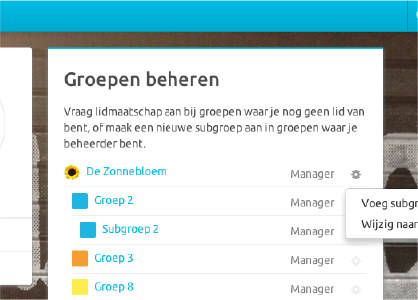 Groepen beheren
Vraag lidmaatschap aan bij groepen waar je nog geen lid van
bent, of maak een nieuwe subgroep aan in groepen waar je
beheerder bent.
De Zonnebloem Manager
Voeg subgr
Groep 2 Manager
Wijzig naar
Subgroep 2 Manager
Groep 3 Manager
Groep 8 Manager